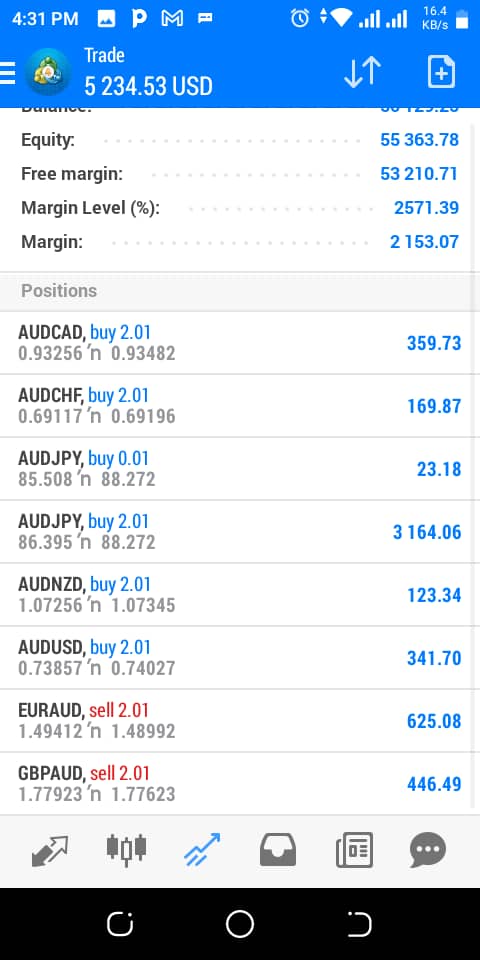 4:31 PM
16.4
KB/s
Trade
5 234.53 USD
Balance:
Equity: 55 363.78
Free margin: 53 210.71
Margin Level (%): 2571.39
Margin: 2 153.07
Positions
AUDCAD, buy 2.01 359.73
0.93256 'n 0.93482
AUDCHF, buy 2.01 169.87
0.69117 'n 0.69196
AUDJPY, buy 0.01 23.18
85.508 'n 88.272
AUDJPY, buy 2.01 3 164.06
86.395 'n 88.272
AUDNZD, buy 2.01 123.34
1.07256 'n 1.07345
AUDUSD, buy 2.01 341.70
0.73857 'n 0.74027
EURAUD, sell 2.01 625.08
1.49412 'n 1.48992
GBPAUD, sell 2.01 446.49
1.77923 'n 1.77623